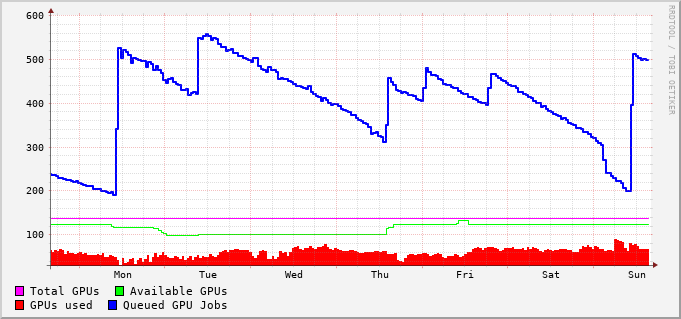 600
500
400
300
200
100
Mon Tue Wed Thu Fri Sat Sun
Total GPUs Available GPUs
GPUs used Queued GPU Jobs
RRDTOOL / TOBI OETIKER